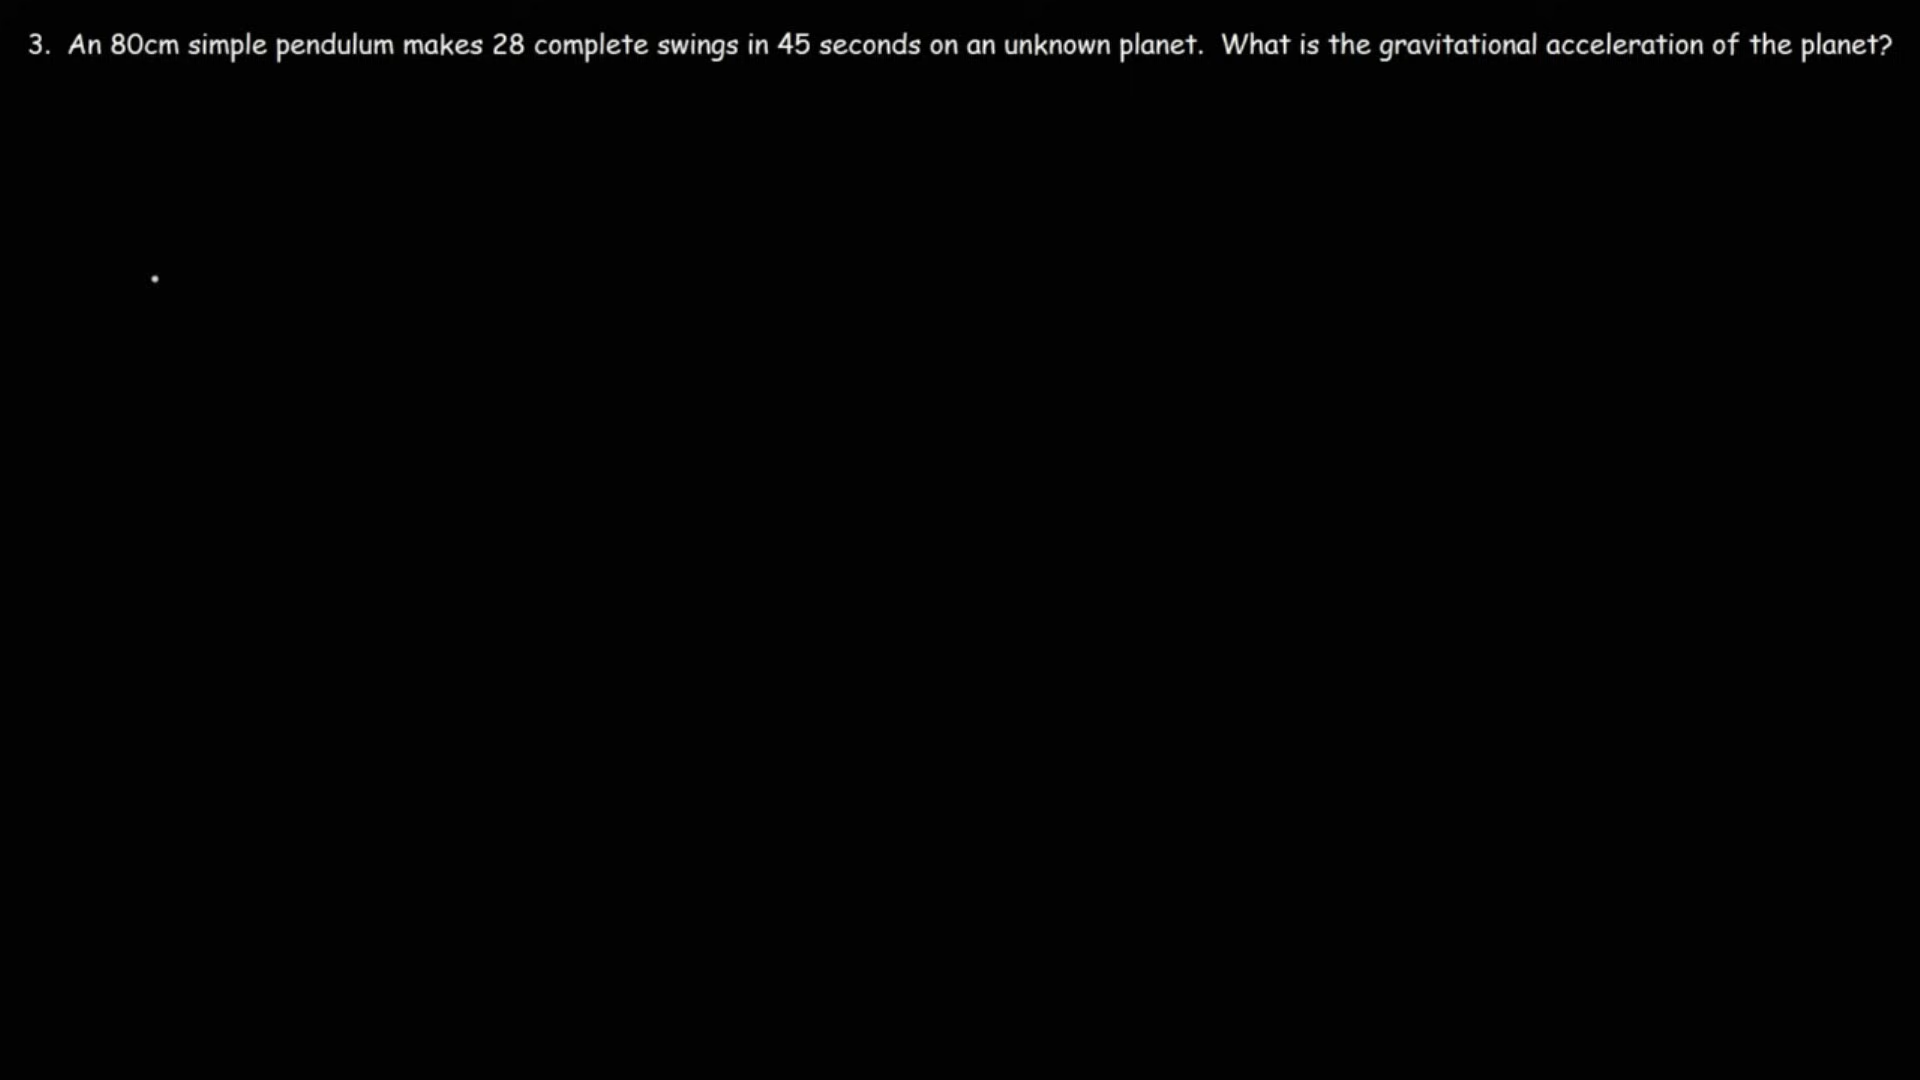 3. An 80cm simple pendulum makes 28 complete swings in 45 seconds on an unknown planet. What is the gravitational acceleration of the planet?